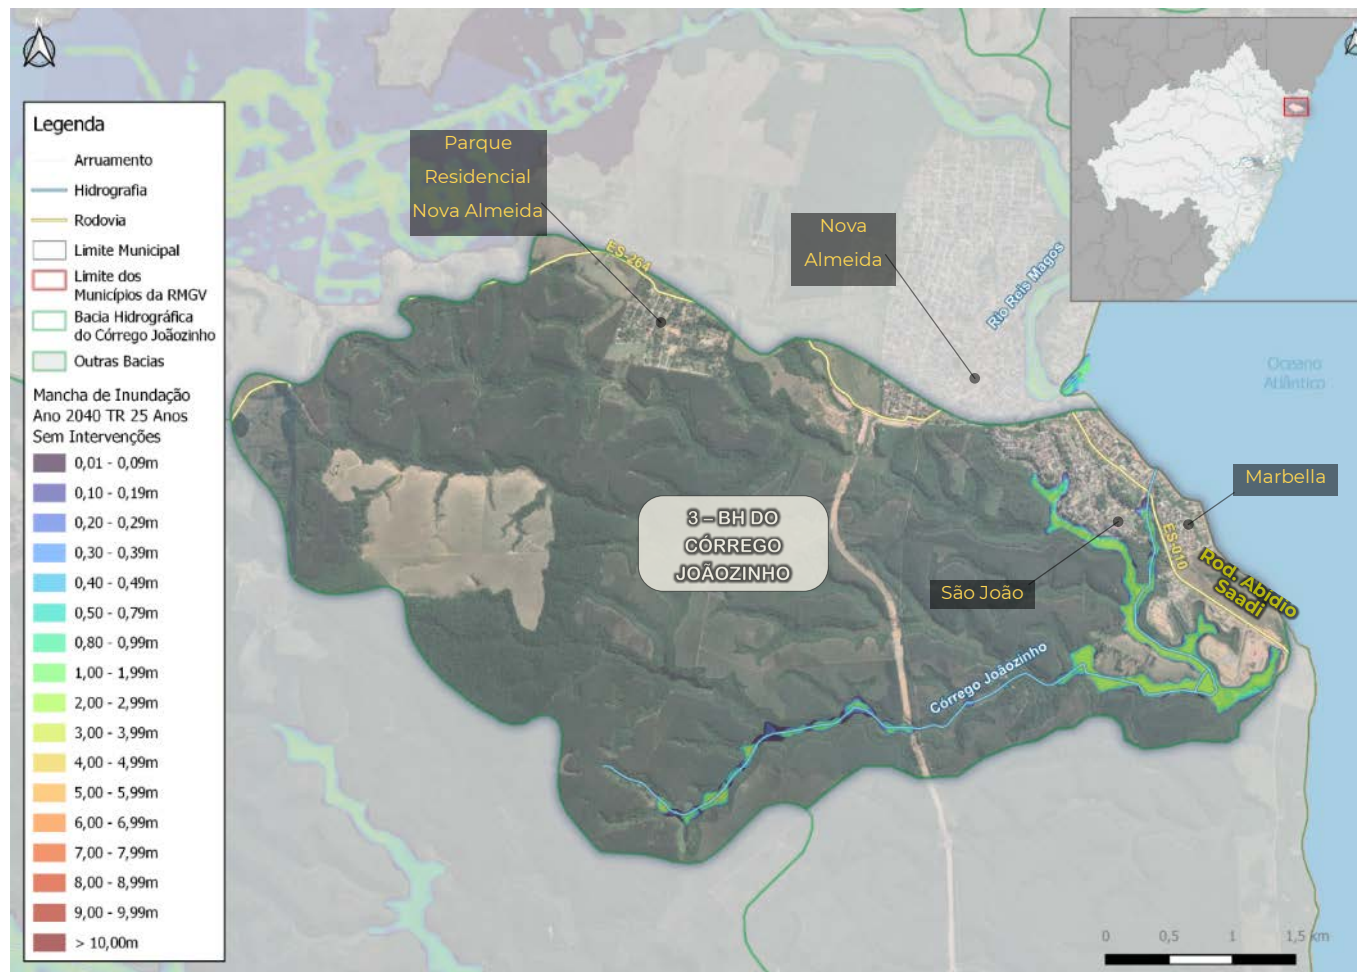 Legenda
Arruamento
Hidrografia
Rodovia
Limite Municipal
Limite dos
Municípios da RMGV
Bacia Hidrográfica
do Córrego Joãozinho
Outras Bacias
Mancha de Inundação
Ano 2040 TR 25 Anos
Sem Intervenções
0,01 - 0,09m
0,10 - 0,19m
0,20 - 0,29m
0,30 - 0,39m
0,40 - 0,49m
0,50 - 0,79m
0,80 - 0,99m
1,00 - 1,99m
2,00 - 2,99m
3,00 - 3,99m
4,00 - 4,99m
5,00 - 5,99m
6,00 - 6,99m
7,00 - 7,99m
8,00 - 8,99m
9,00 - 9,99m
> 10,00m
Parque
Residencial
Nova Almeida
ES-264
Nova
Almeida
Rio Reis Magos
Oceano
Atlântico
Marbella
3 – BH DO
CÓRREGO
JOÃOZINHO
São João
ES-010
Rod. Abidio
Saadi
Córrego Joãozinho
0 0,5 1 1,5 km